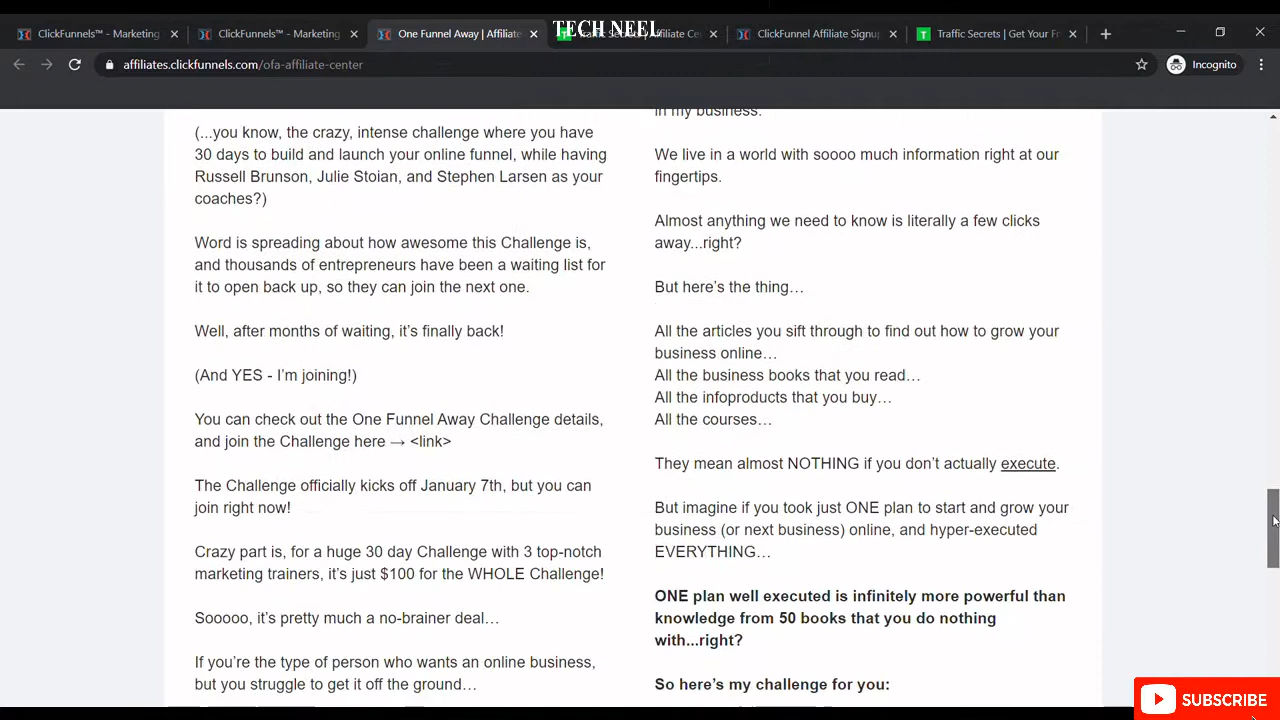 ClickFunnels™ - Marketing
ClickFunnels™ - Marketing
One Funnel Away | Affiliate
TECH NEEL
Traffic Secrets | Affiliate Ce
ClickFunnel Affiliate Signup
Traffic Secrets | Get Your Fr
affiliates.clickfunnels.com/ofa-affiliate-center
Incognito
(...you know, the crazy, intense challenge where you have
30 days to build and launch your online funnel, while having
Russell Brunson, Julie Stoian, and Stephen Larsen as your
coaches?)
Word is spreading about how awesome this Challenge is,
and thousands of entrepreneurs have been a waiting list for
it to open back up, so they can join the next one.
Well, after months of waiting, it’s finally back!
(And YES - I’m joining!)
You can check out the One Funnel Away Challenge details,
and join the Challenge here → <link>
The Challenge officially kicks off January 7th, but you can
join right now!
Crazy part is, for a huge 30 day Challenge with 3 top-notch
marketing trainers, it’s just $100 for the WHOLE Challenge!
Sooooo, it’s pretty much a no-brainer deal…
If you’re the type of person who wants an online business,
but you struggle to get it off the ground…
in my business.
We live in a world with soooo much information right at our
fingertips.
Almost anything we need to know is literally a few clicks
away...right?
But here’s the thing…
All the articles you sift through to find out how to grow your
business online…
All the business books that you read…
All the infoproducts that you buy…
All the courses…
They mean almost NOTHING if you don’t actually execute.
But imagine if you took just ONE plan to start and grow your
business (or next business) online, and hyper-executed
EVERYTHING…
ONE plan well executed is infinitely more powerful than
knowledge from 50 books that you do nothing
with...right?
So here’s my challenge for you:
SUBSCRIBE